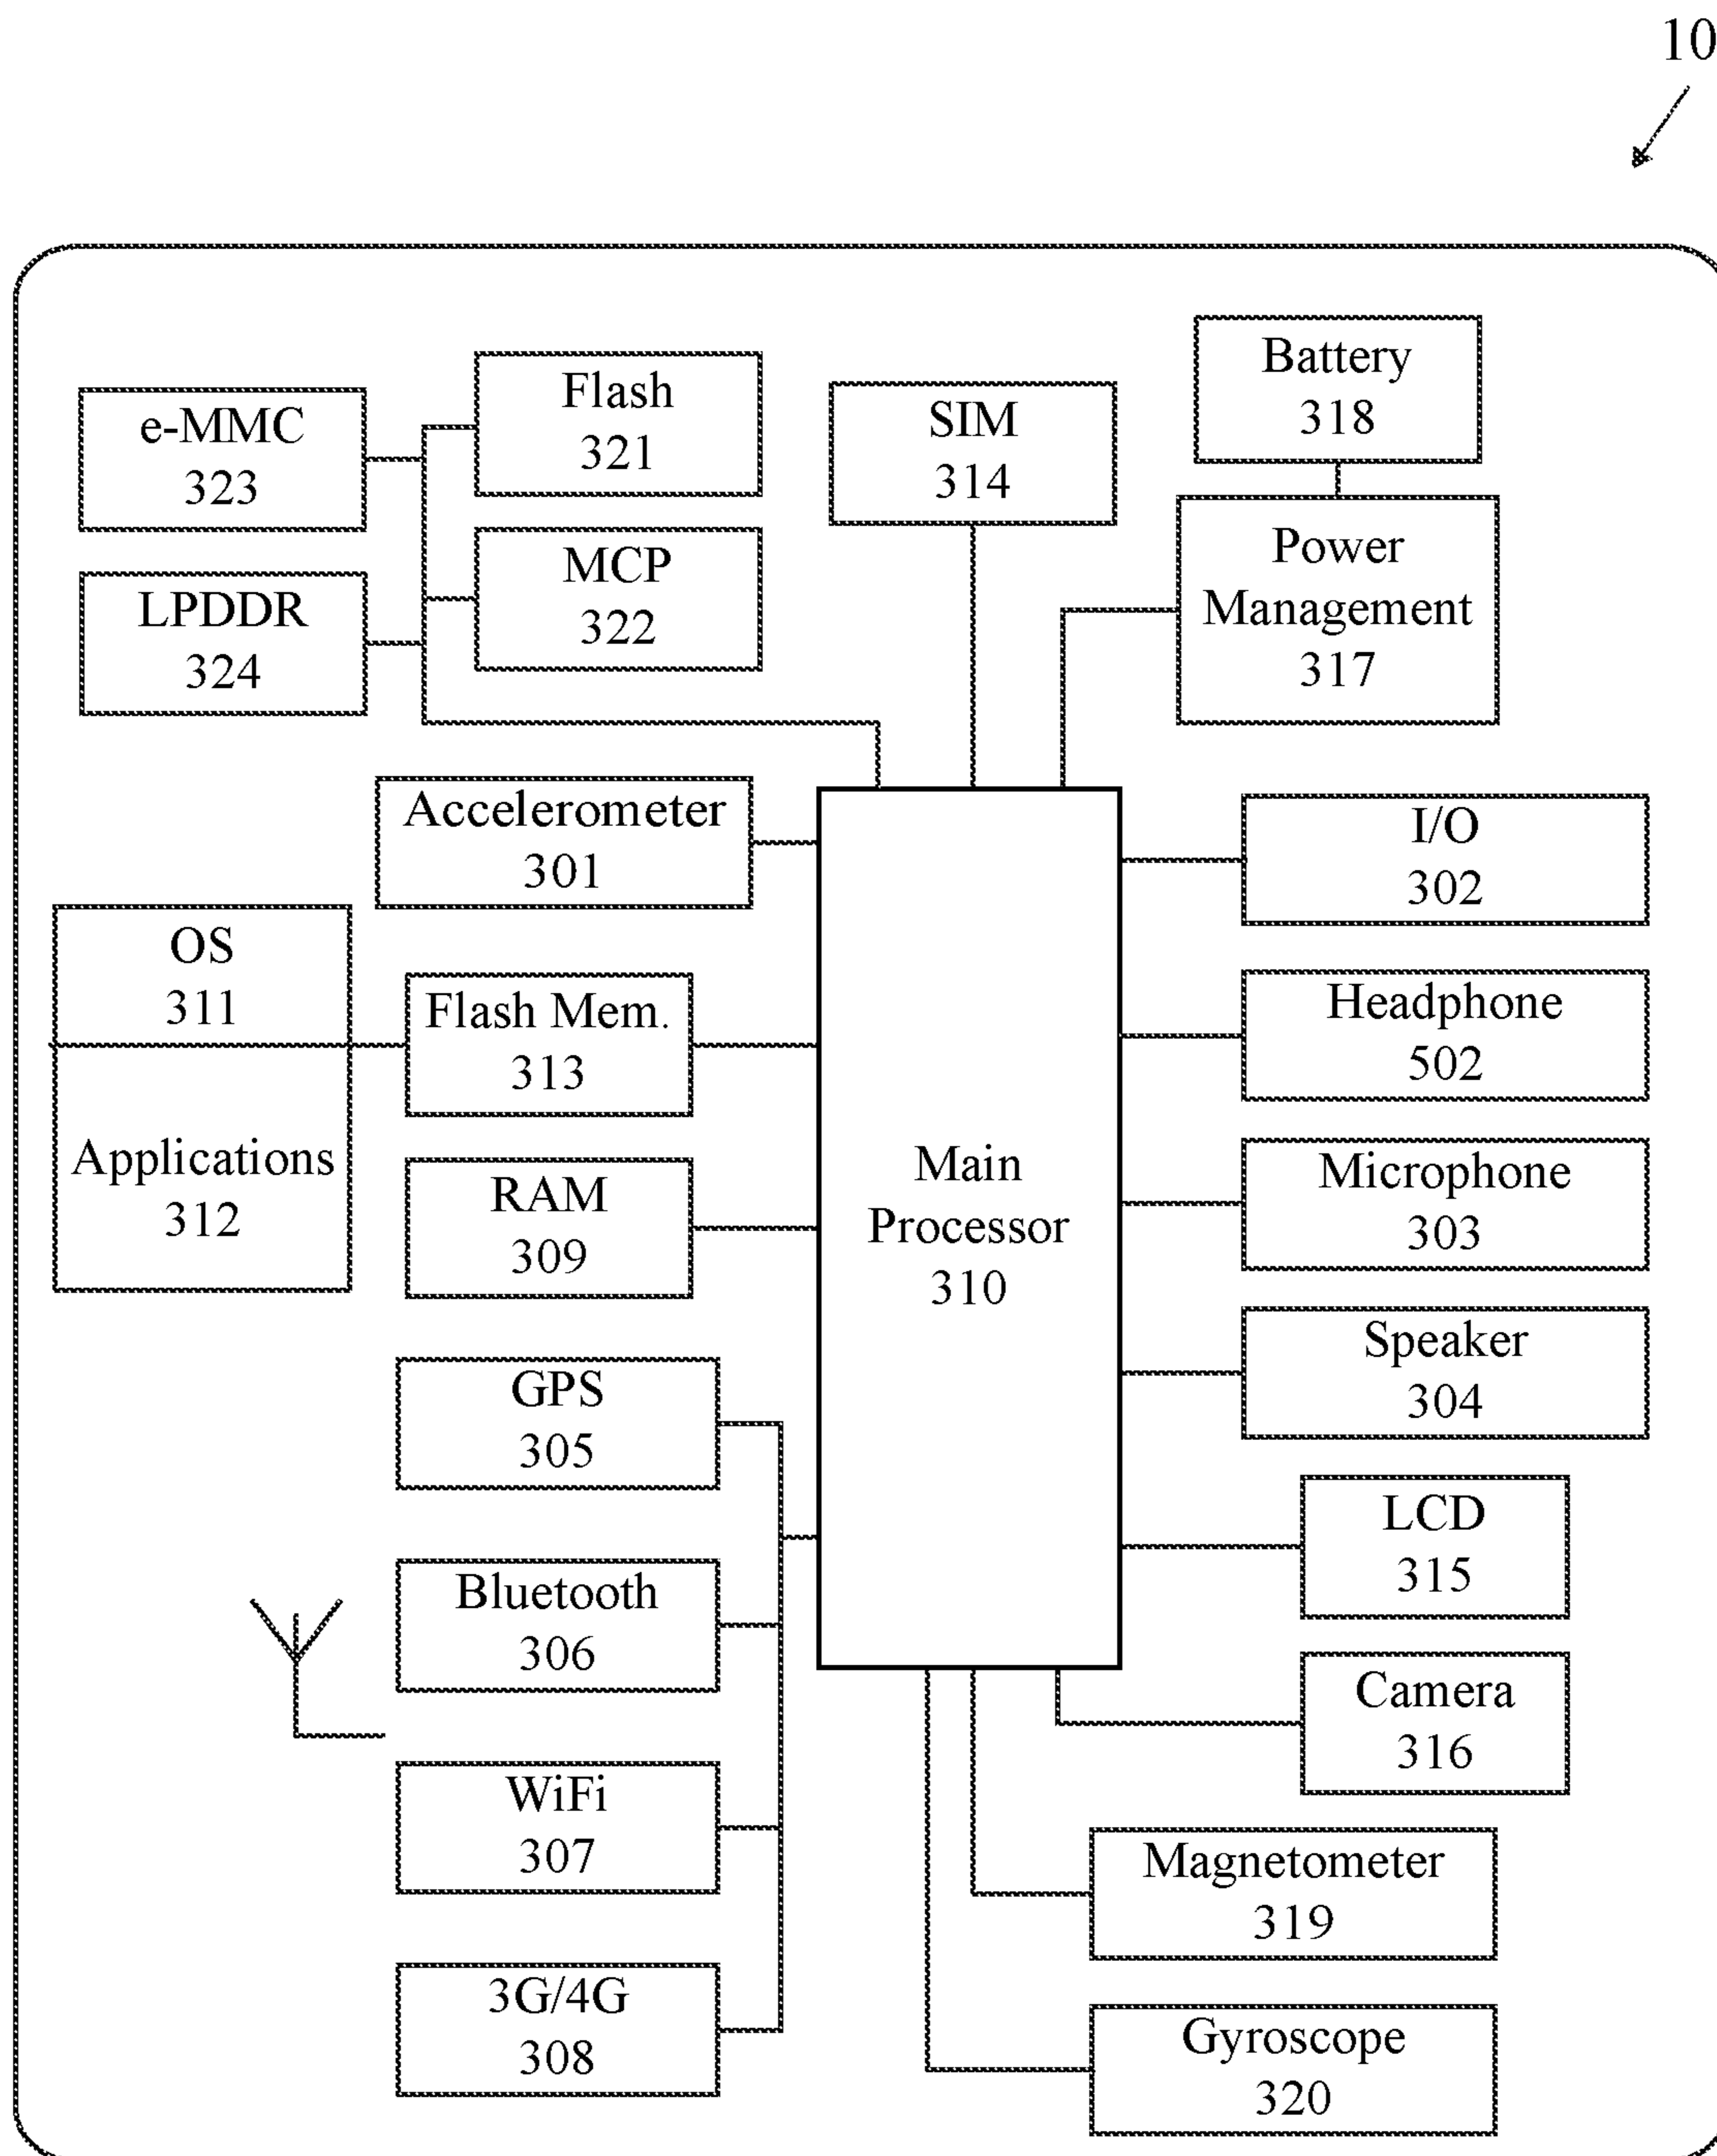 10
Battery
318
Flash
321
e-MMC
323
SIM
314
MCP
322
Power
Management
317
LPDDR
324
Accelerometer
301
I/O
302
OS
311
Flash Mem.
313
Headphone
502
Applications
312
RAM
309
Main
Processor
310
Microphone
303
Speaker
304
GPS
305
LCD
315
Bluetooth
306
Camera
316
WiFi
307
Magnetometer
319
3G/4G
308
Gyroscope
320